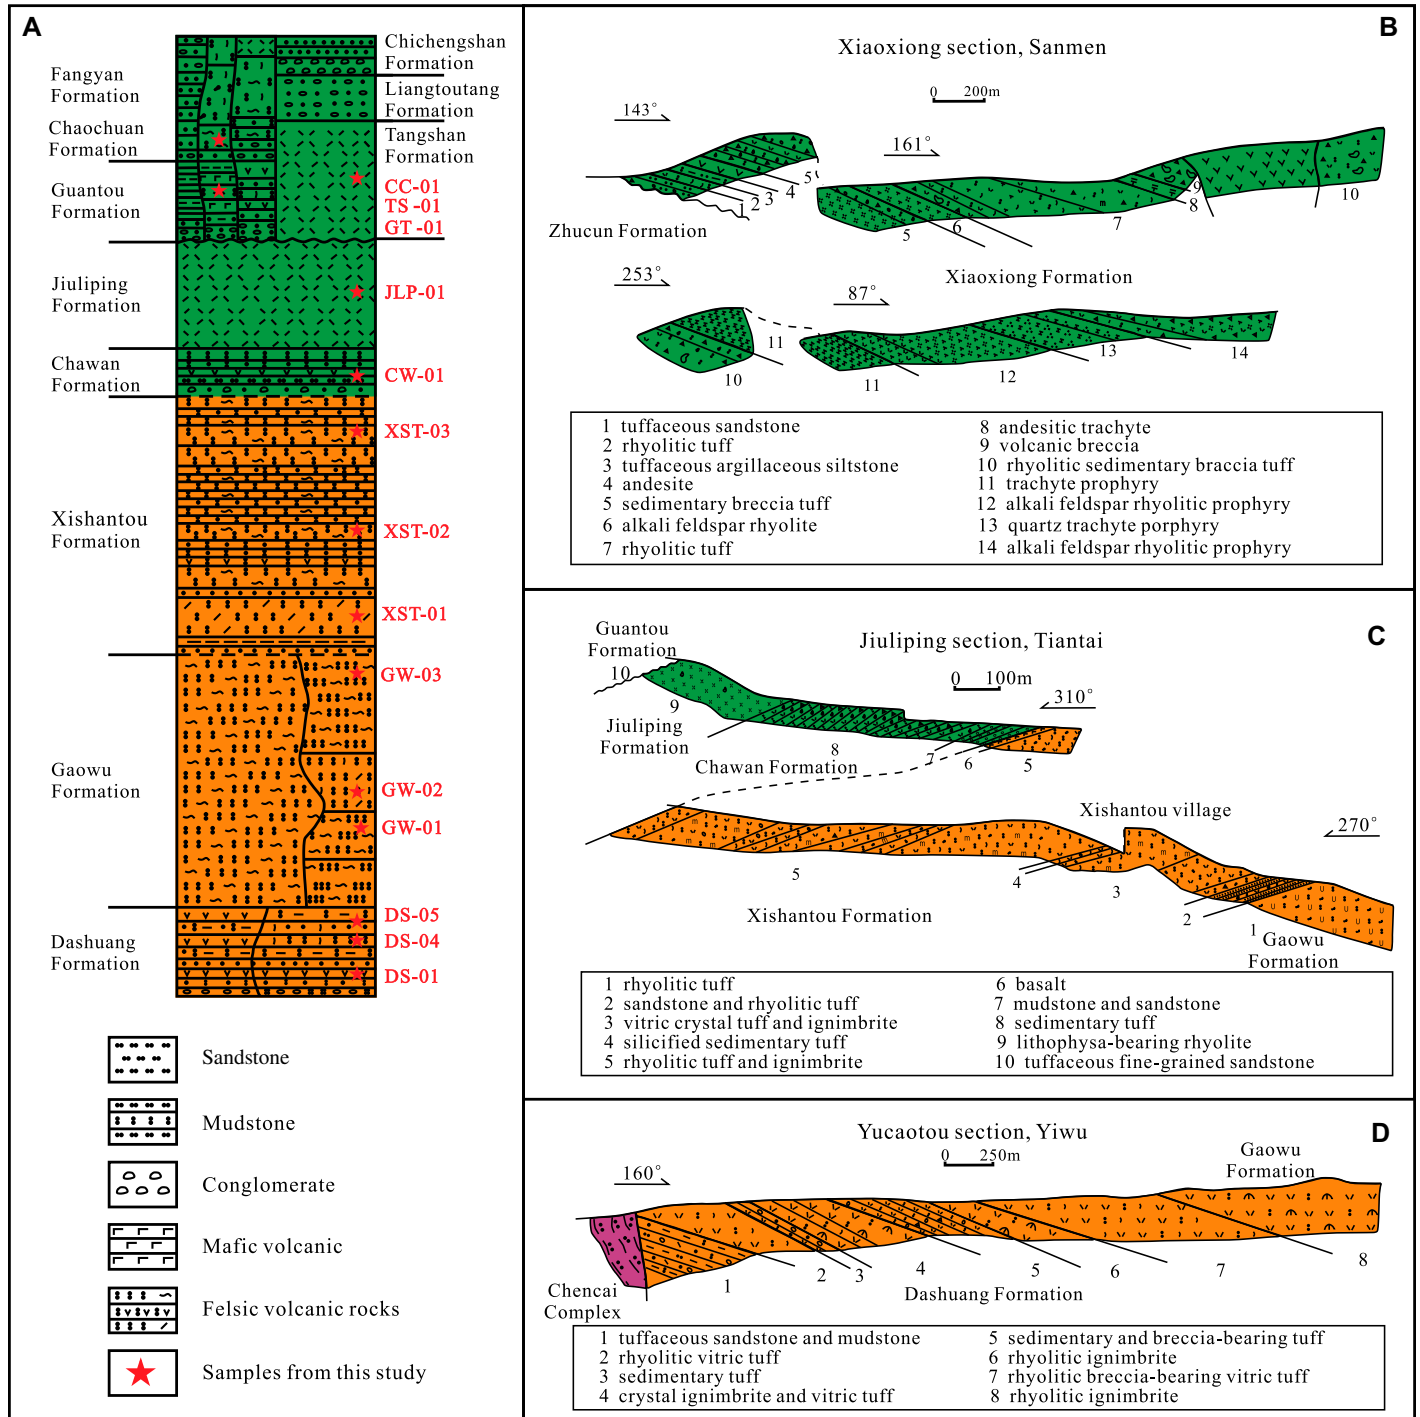 A
Fangyan
Formation
Chaochuan
Formation
Guantou
Formation
Jiuliping
Formation
Chawan
Formation
Xishantou
Formation
Gaowu
Formation
Dashuang
Formation
Chichengshan
Formation
Liangtoutang
Formation
Tangshan
Formation
CC-01
TS-01
GT-01
JLP-01
CW-01
XST-03
XST-02
XST-01
GW-03
GW-02
GW-01
DS-05
DS-04
DS-01
Sandstone
Mudstone
Conglomerate
Mafic volcanic
Felsic volcanic rocks
Samples from this study
B
Xiaoxiong section, Sanmen
0 200m
143°
161°
1 2 3 4 5
Zhucun Formation
5 6 7 8 9 10
Xiaoxiong Formation
253°
87°
10 11
11 12 13 14
1 tuffaceous sandstone
2 rhyolitic tuff
3 tuffaceous argillaceous siltstone
4 andesite
5 sedimentary breccia tuff
6 alkali feldspar rhyolite
7 rhyolitic tuff
8 andesitic trachyte
9 volcanic breccia
10 rhyolitic sedimentary braccia tuff
11 trachyte prophyry
12 alkali feldspar rhyolitic prophyry
13 quartz trachyte porphyry
14 alkali feldspar rhyolitic prophyry
C
Jiuliping section, Tiantai
0 100m
Guantou
Formation
10
310°
9
Jiuliping
Formation
8 7 6 5
Chawan Formation
Xishantou village
270°
5 4 3 2 1
Xishantou Formation
Gaowu
Formation
1 rhyolitic tuff
2 sandstone and rhyolitic tuff
3 vitric crystal tuff and ignimbrite
4 silicified sedimentary tuff
5 rhyolitic tuff and ignimbrite
6 basalt
7 mudstone and sandstone
8 sedimentary tuff
9 lithophysa-bearing rhyolite
10 tuffaceous fine-grained sandstone
D
Yucaotou section, Yiwu
0 250m
Gaowu
Formation
160°
1 2 3 4 5 6 7 8
Chencai
Complex
Dashuang Formation
1 tuffaceous sandstone and mudstone
2 rhyolitic vitric tuff
3 sedimentary tuff
4 crystal ignimbrite and vitric tuff
5 sedimentary and breccia-bearing tuff
6 rhyolitic ignimbrite
7 rhyolitic breccia-bearing vitric tuff
8 rhyolitic ignimbrite